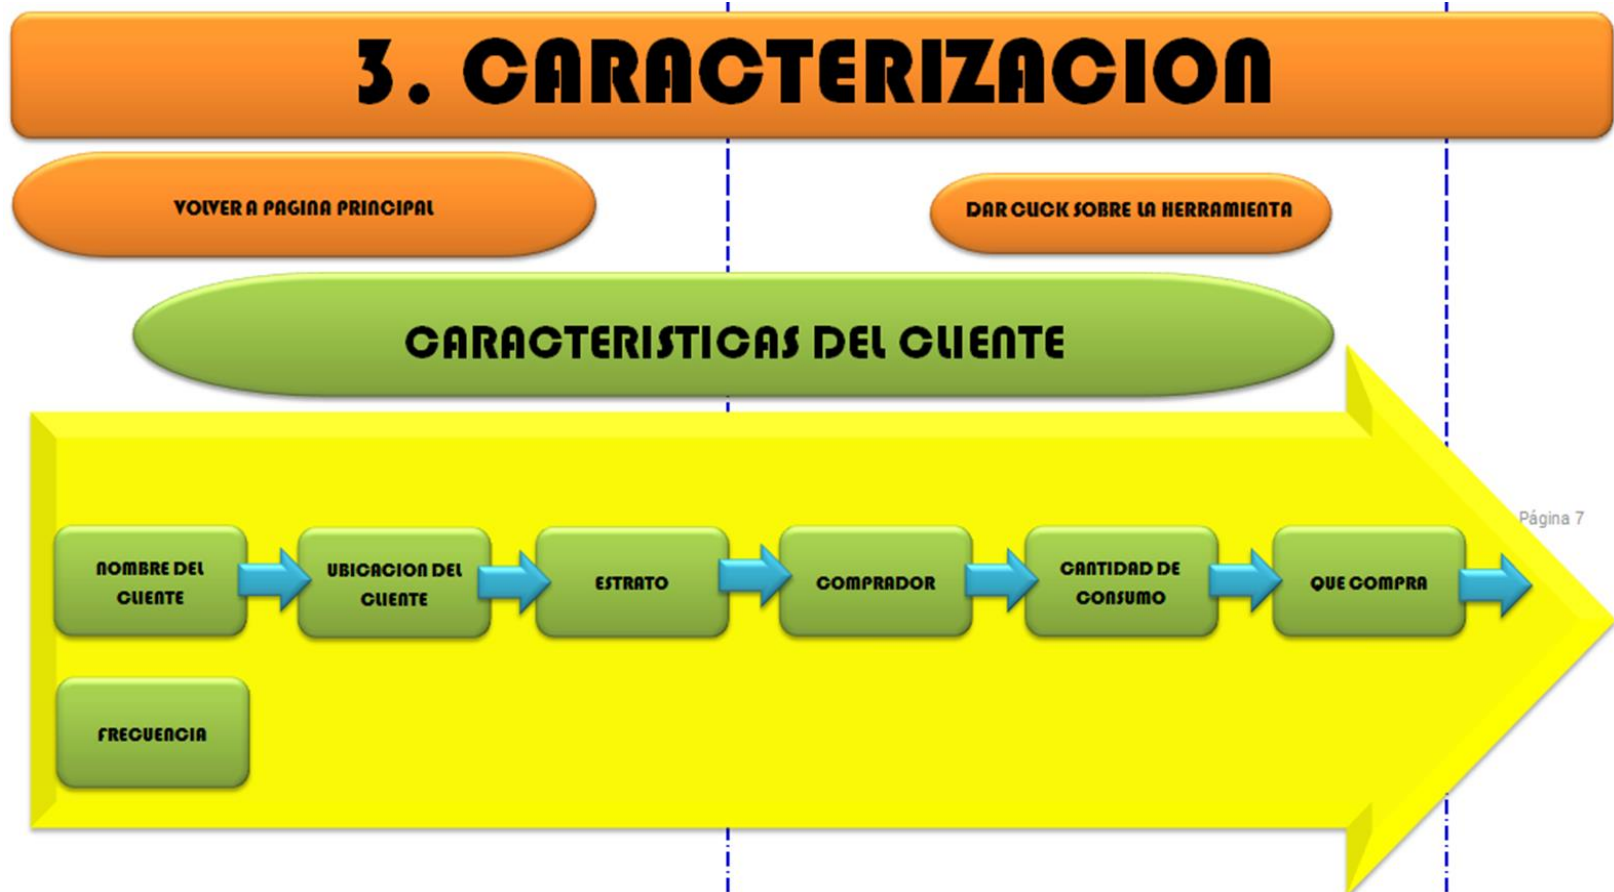 3. CARACTERIZACION
VOLVER A PAGINA PRINCIPAL
DAR CLICK SOBRE LA HERRAMIENTA
CARACTERISTICAS DEL CLIENTE
Página 7
NOMBRE DEL
CLIENTE
UBICACION DEL
CLIENTE
ESTRATO
COMPRADOR
CANTIDAD DE
CONSUMO
QUE COMPRA
FRECUENCIA